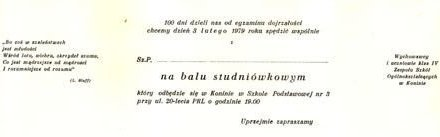 100 dni dzieli nas od egzaminu dojrzałości
chcemy dzień 3 lutego 1979 roku spędzić wspólnie
z
„Bo coś w szaleństwach
jest młodości
Wśród lotu, wichru, skrzydeł szumu,
Co jest mądrzejsze od mądrości
I rozumniejsze od rozumu”
(L. Staff)
Sz.P.
na balu studniówkowym
który odbędzie się w Koninie w Szkole Podstawowej nr 3
przy ul. 20-lecia PRL o godzinie 19.00
Uprzejmie zapraszamy
Wychowawcy
i uczniowie klas IV
Zespołu Szkół
Ogólnokształcących
w Koninie